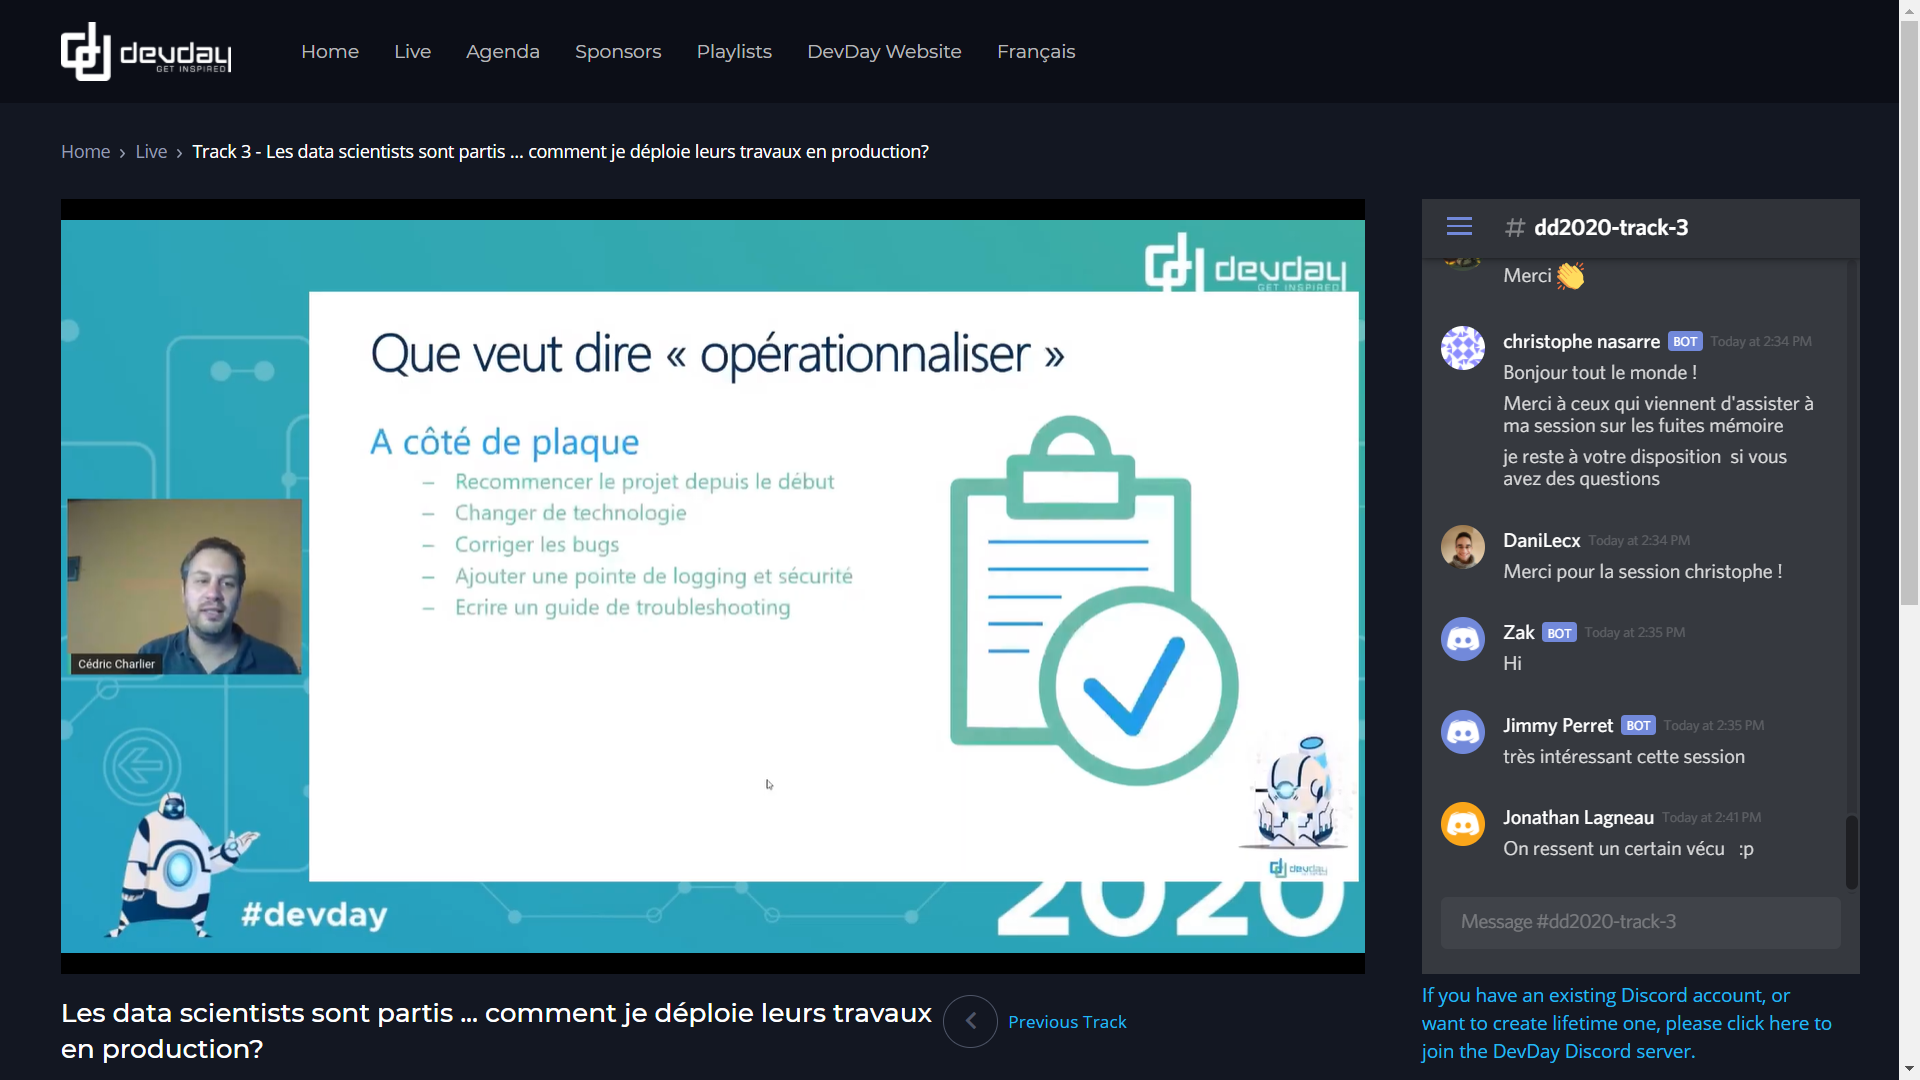 devday
GET INSPIRED
Home
Live
Agenda
Sponsors
Playlists
DevDay Website
Français
Home › Live › Track 3 - Les data scientists sont partis ... comment je déploie leurs travaux en production?
devday
GET INSPIRED
Que veut dire « opérationnaliser »
A côté de plaque
– Recommencer le projet depuis le début
– Changer de technologie
– Corriger les bugs
– Ajouter une pointe de logging et sécurité
– Ecrire un guide de troubleshooting
Cédric Charlier
devday
#devday
2020
# dd2020-track-3
Merci 👏
christophe nasarre BOT Today at 2:34 PM
Bonjour tout le monde !
Merci à ceux qui viennent d'assister à
ma session sur les fuites mémoire
je reste à votre disposition si vous
avez des questions
DaniLecx Today at 2:34 PM
Merci pour la session christophe !
Zak BOT Today at 2:35 PM
Hi
Jimmy Perret BOT Today at 2:35 PM
très intéressant cette session
Jonathan Lagneau Today at 2:41 PM
On ressent un certain vécu :p
Message #dd2020-track-3
Les data scientists sont partis ... comment je déploie leurs travaux
en production?
Previous Track
If you have an existing Discord account, or
want to create lifetime one, please click here to
join the DevDay Discord server.